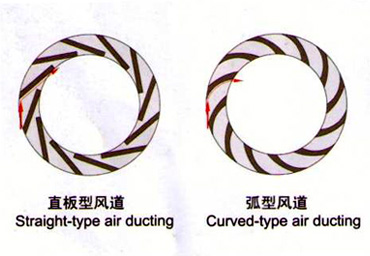 直板型风道
Straight-type air ducting
弧型风道
Curved-type air ducting